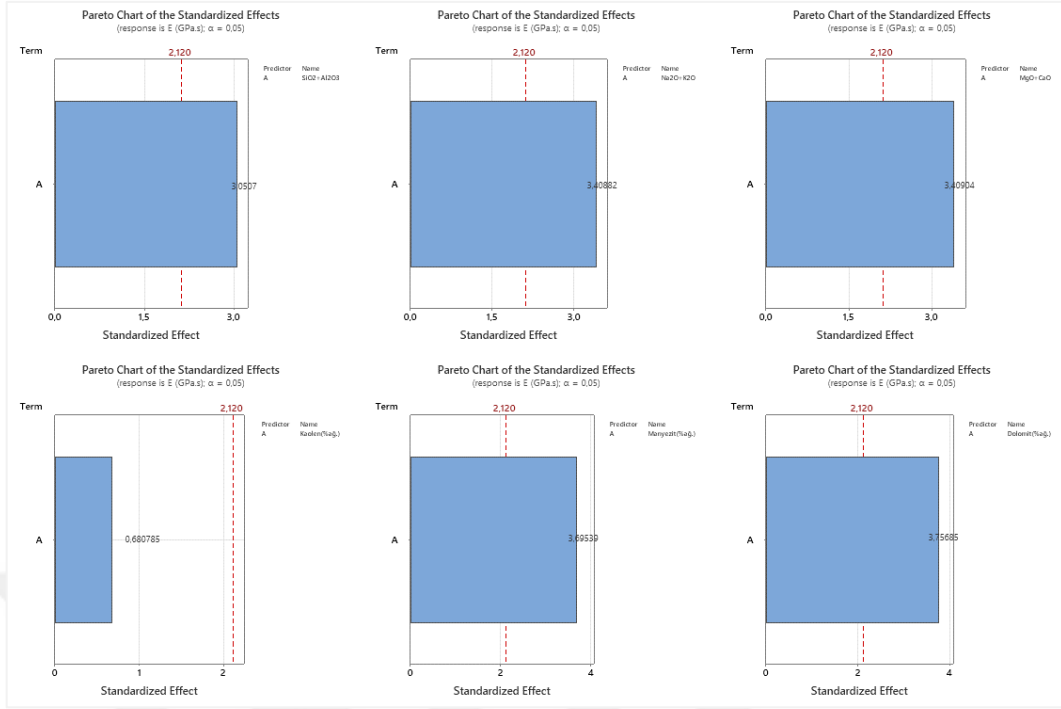 Pareto Chart of the Standardized Effects
(response is E (GPa.s); α = 0,05)
Term
2,120
Predictor Name
A SiO2+Al2O3
A
3,0507
0,0 1,5 3,0
Standardized Effect
Pareto Chart of the Standardized Effects
(response is E (GPa.s); α = 0,05)
Term
2,120
Predictor Name
A Na2O+K2O
A
3,40882
0,0 1,5 3,0
Standardized Effect
Pareto Chart of the Standardized Effects
(response is E (GPa.s); α = 0,05)
Term
2,120
Predictor Name
A MgO+CaO
A
3,40904
0,0 1,5 3,0
Standardized Effect
Pareto Chart of the Standardized Effects
(response is E (GPa.s); α = 0,05)
Term
2,120
Predictor Name
A Kaolen(%ağ.)
A
0,680785
0 1 2
Standardized Effect
Pareto Chart of the Standardized Effects
(response is E (GPa.s); α = 0,05)
Term
2,120
Predictor Name
A Manyezit(%ağ.)
A
3,69539
0 2 4
Standardized Effect
Pareto Chart of the Standardized Effects
(response is E (GPa.s); α = 0,05)
Term
2,120
Predictor Name
A Dolomit(%ağ.)
A
3,75685
0 2 4
Standardized Effect